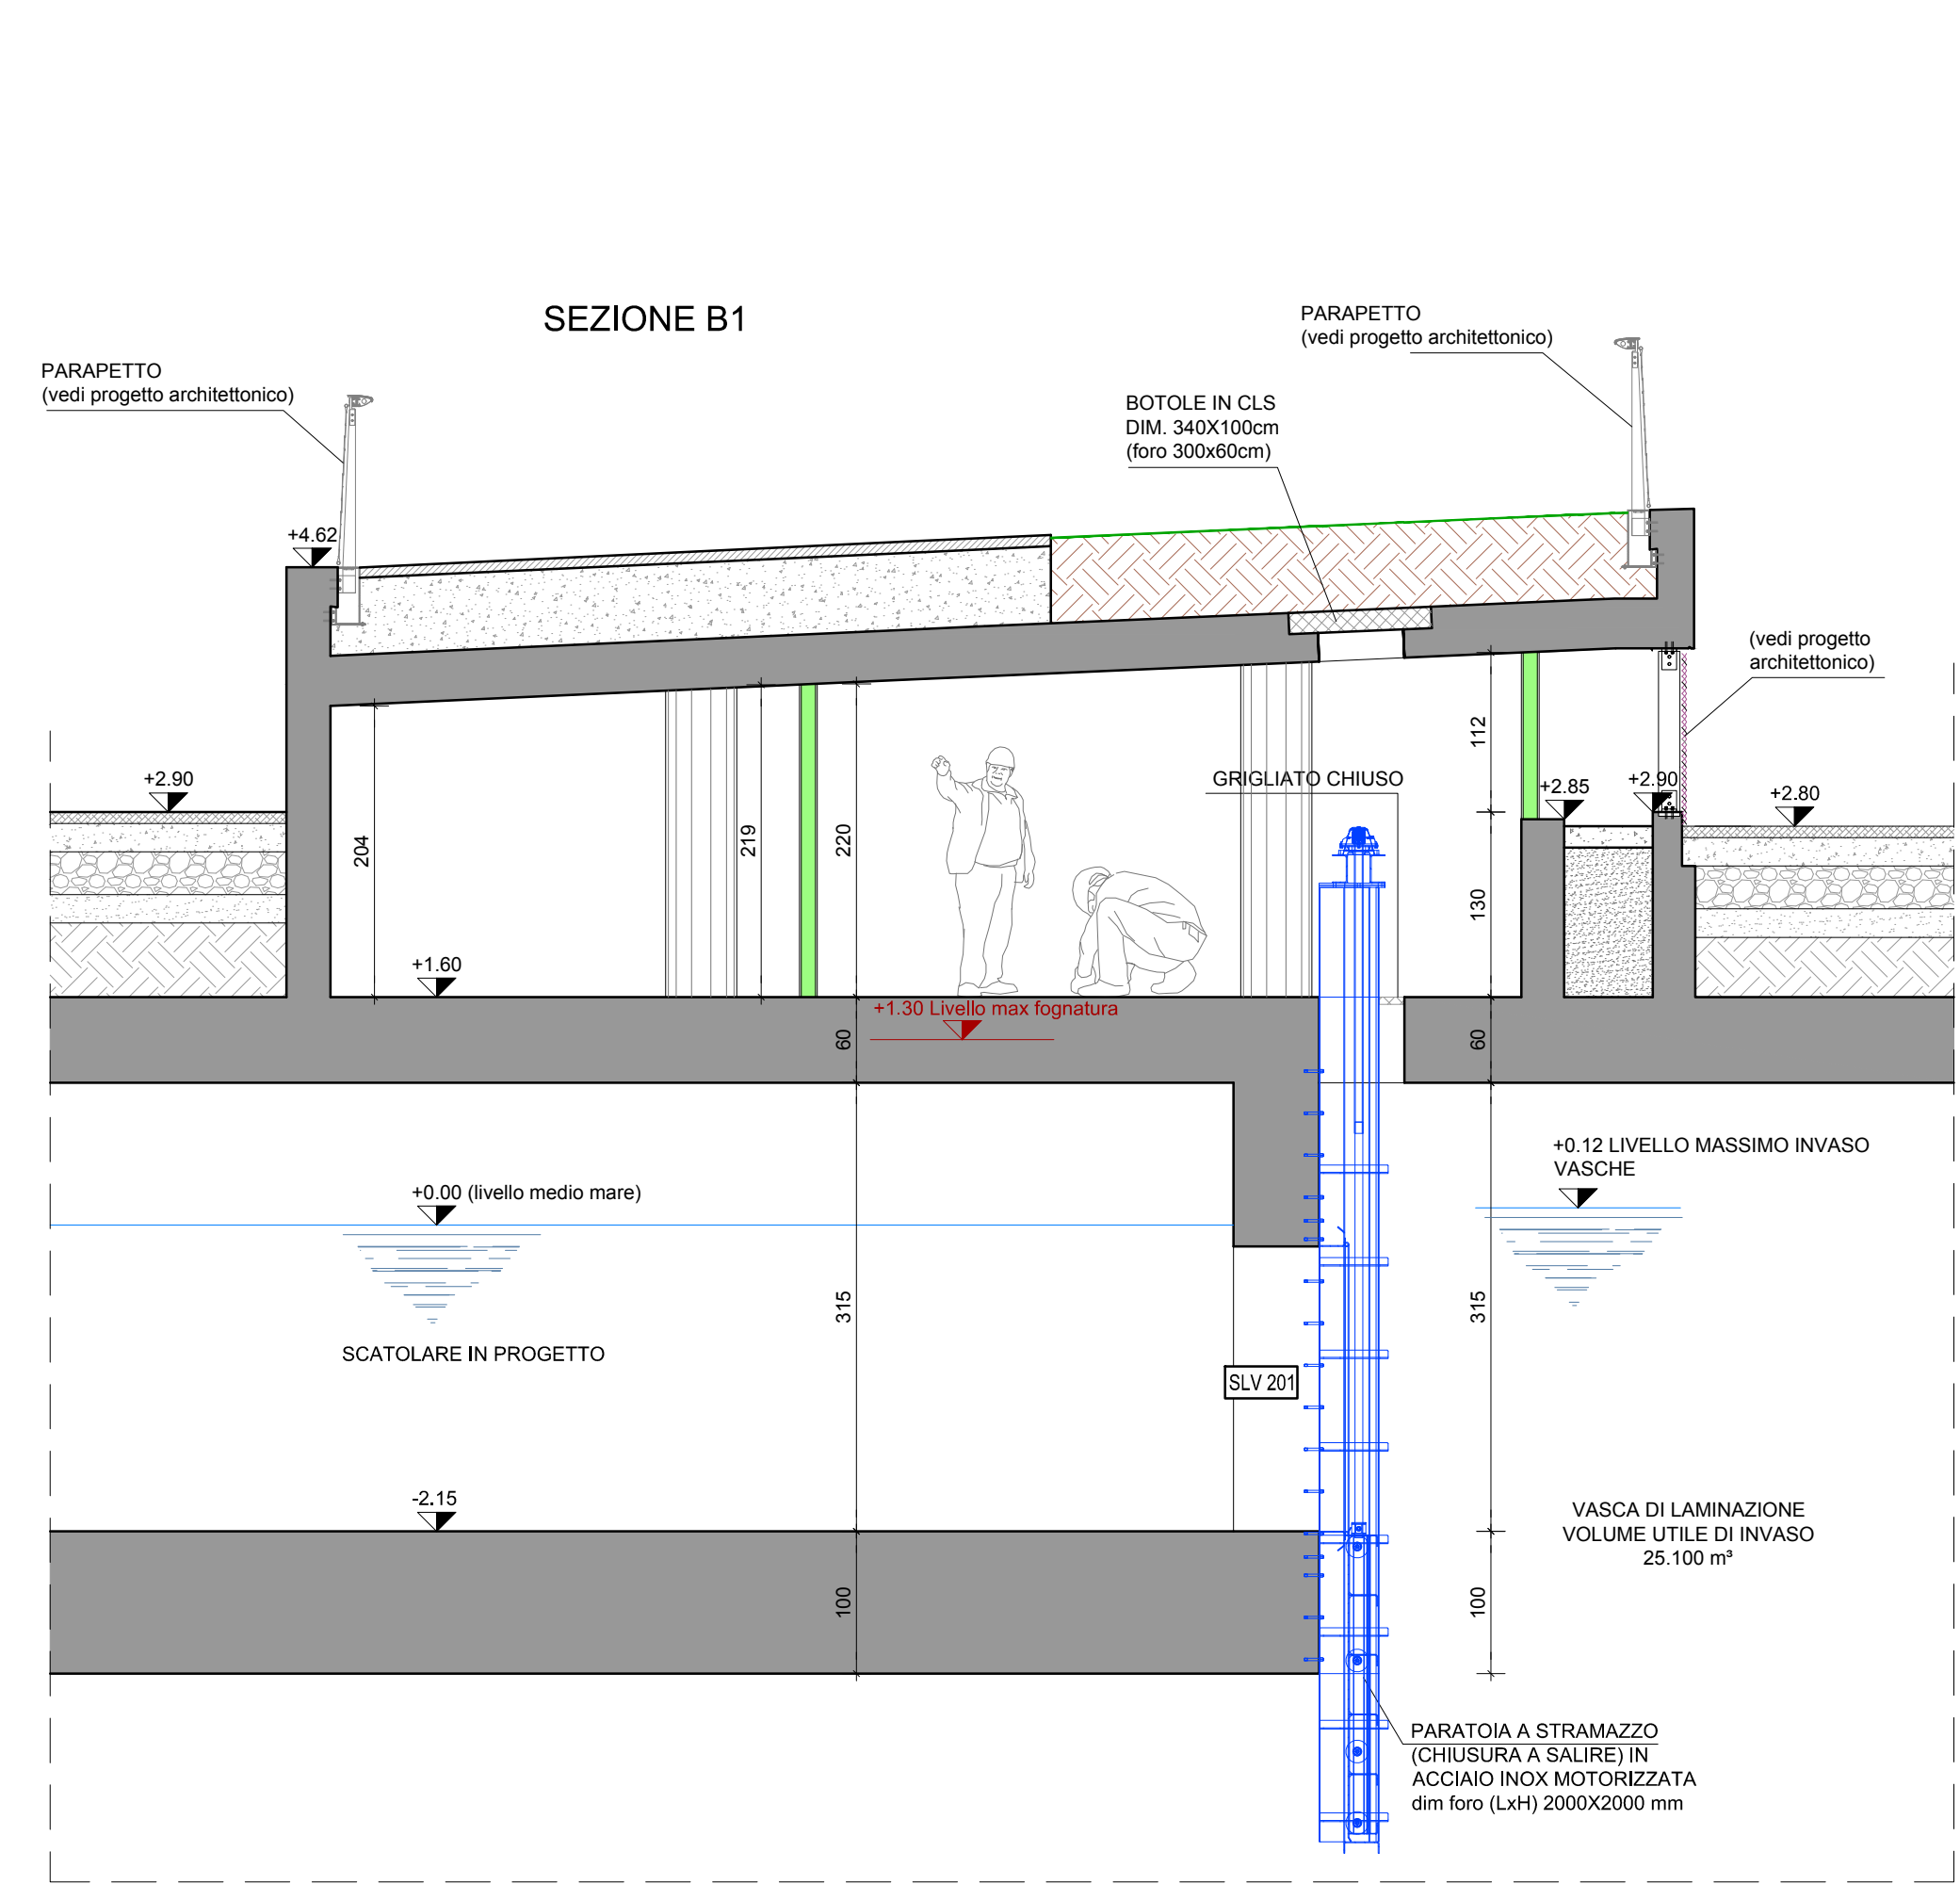 SEZIONE B1
PARAPETTO
(vedi progetto architettonico)
PARAPETTO
(vedi progetto architettonico)
BOTOLE IN CLS
DIM. 340X100cm
(foro 300x60cm)
+4.62
(vedi progetto
architettonico)
112
+2.90
GRIGLIATO CHIUSO
+2.85
+2.90
+2.80
204
219
220
130
+1.60
+1.30 Livello max fognatura
60
60
+0.12 LIVELLO MASSIMO INVASO
VASCHE
+0.00 (livello medio mare)
315
315
SCATOLARE IN PROGETTO
SLV 201
-2.15
VASCA DI LAMINAZIONE
VOLUME UTILE DI INVASO
25.100 m³
100
100
PARATOIA A STRAMAZZO
(CHIUSURA A SALIRE) IN
ACCIAIO INOX MOTORIZZATA
dim foro (LxH) 2000X2000 mm